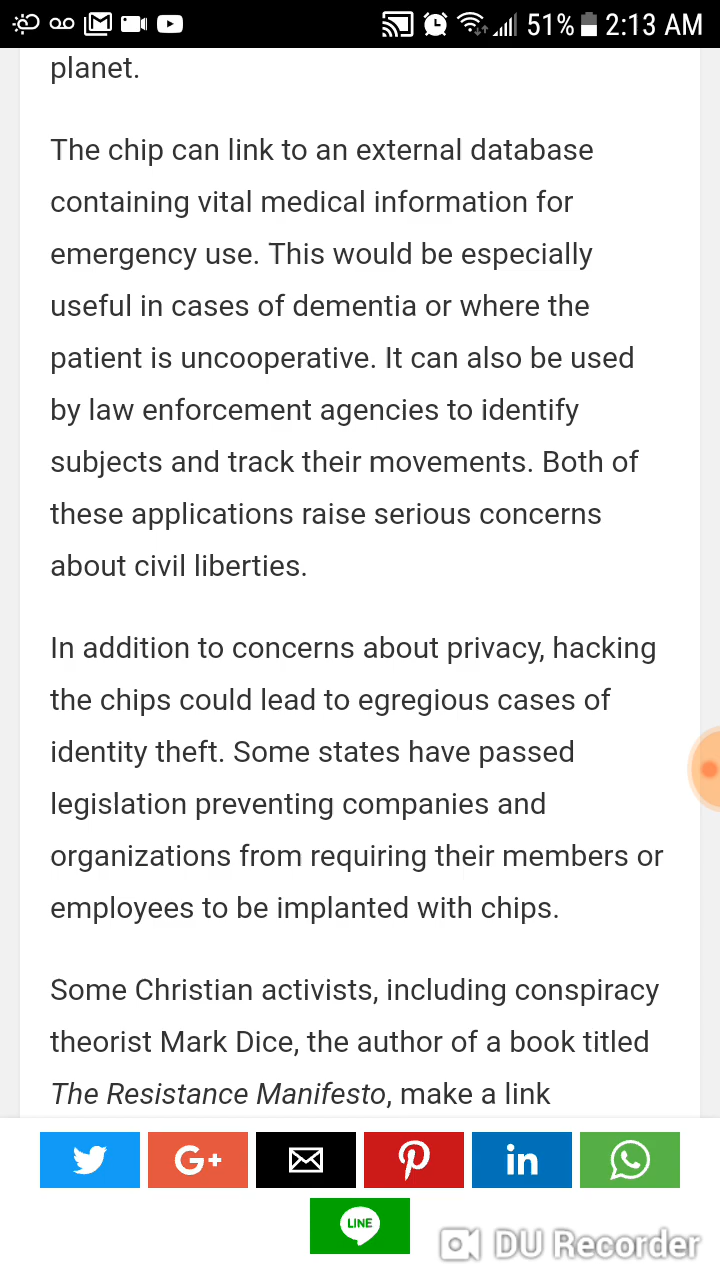 51% 2:13 AM
planet.
The chip can link to an external database
containing vital medical information for
emergency use. This would be especially
useful in cases of dementia or where the
patient is uncooperative. It can also be used
by law enforcement agencies to identify
subjects and track their movements. Both of
these applications raise serious concerns
about civil liberties.
In addition to concerns about privacy, hacking
the chips could lead to egregious cases of
identity theft. Some states have passed
legislation preventing companies and
organizations from requiring their members or
employees to be implanted with chips.
Some Christian activists, including conspiracy
theorist Mark Dice, the author of a book titled
The Resistance Manifesto, make a link
G+ in
LINE
DU Recorder